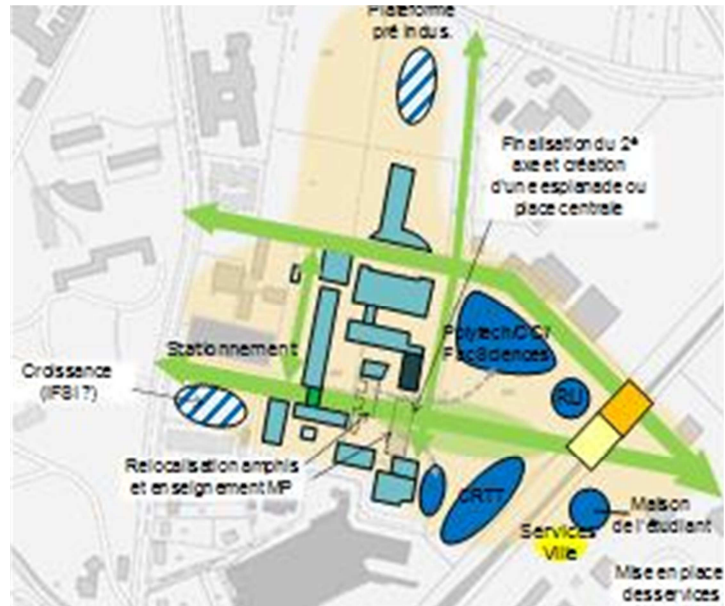 Plateforme
pré indus.
Finalisation du 2ᵉ
axe et création
d'une esplanade ou
place centrale
Polytech/CCI/
Fac Sciences
Stationnement
Croissance
(IFSI ?)
RU
Relocalisation amphis
et enseignement MP
CRTT
Maison
de l'étudiant
Services
Ville
Mise en place
des services